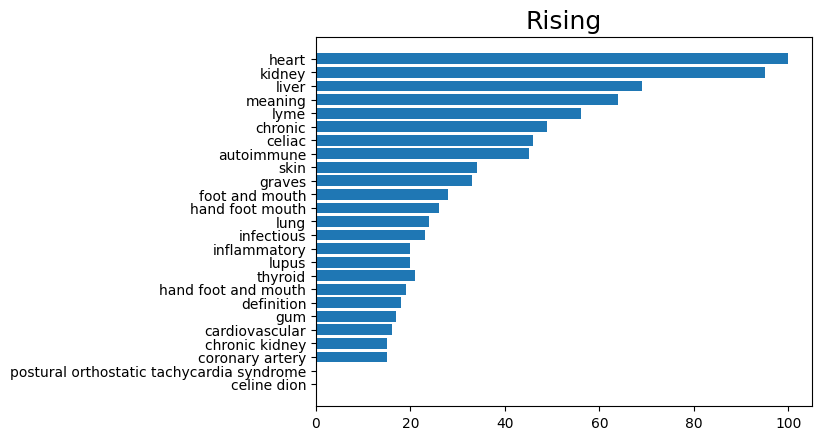 Rising
heart
kidney
liver
meaning
lyme
chronic
celiac
autoimmune
skin
graves
foot and mouth
hand foot mouth
lung
infectious
inflammatory
lupus
thyroid
hand foot and mouth
definition
gum
cardiovascular
chronic kidney
coronary artery
postural orthostatic tachycardia syndrome
celine dion
0 20 40 60 80 100